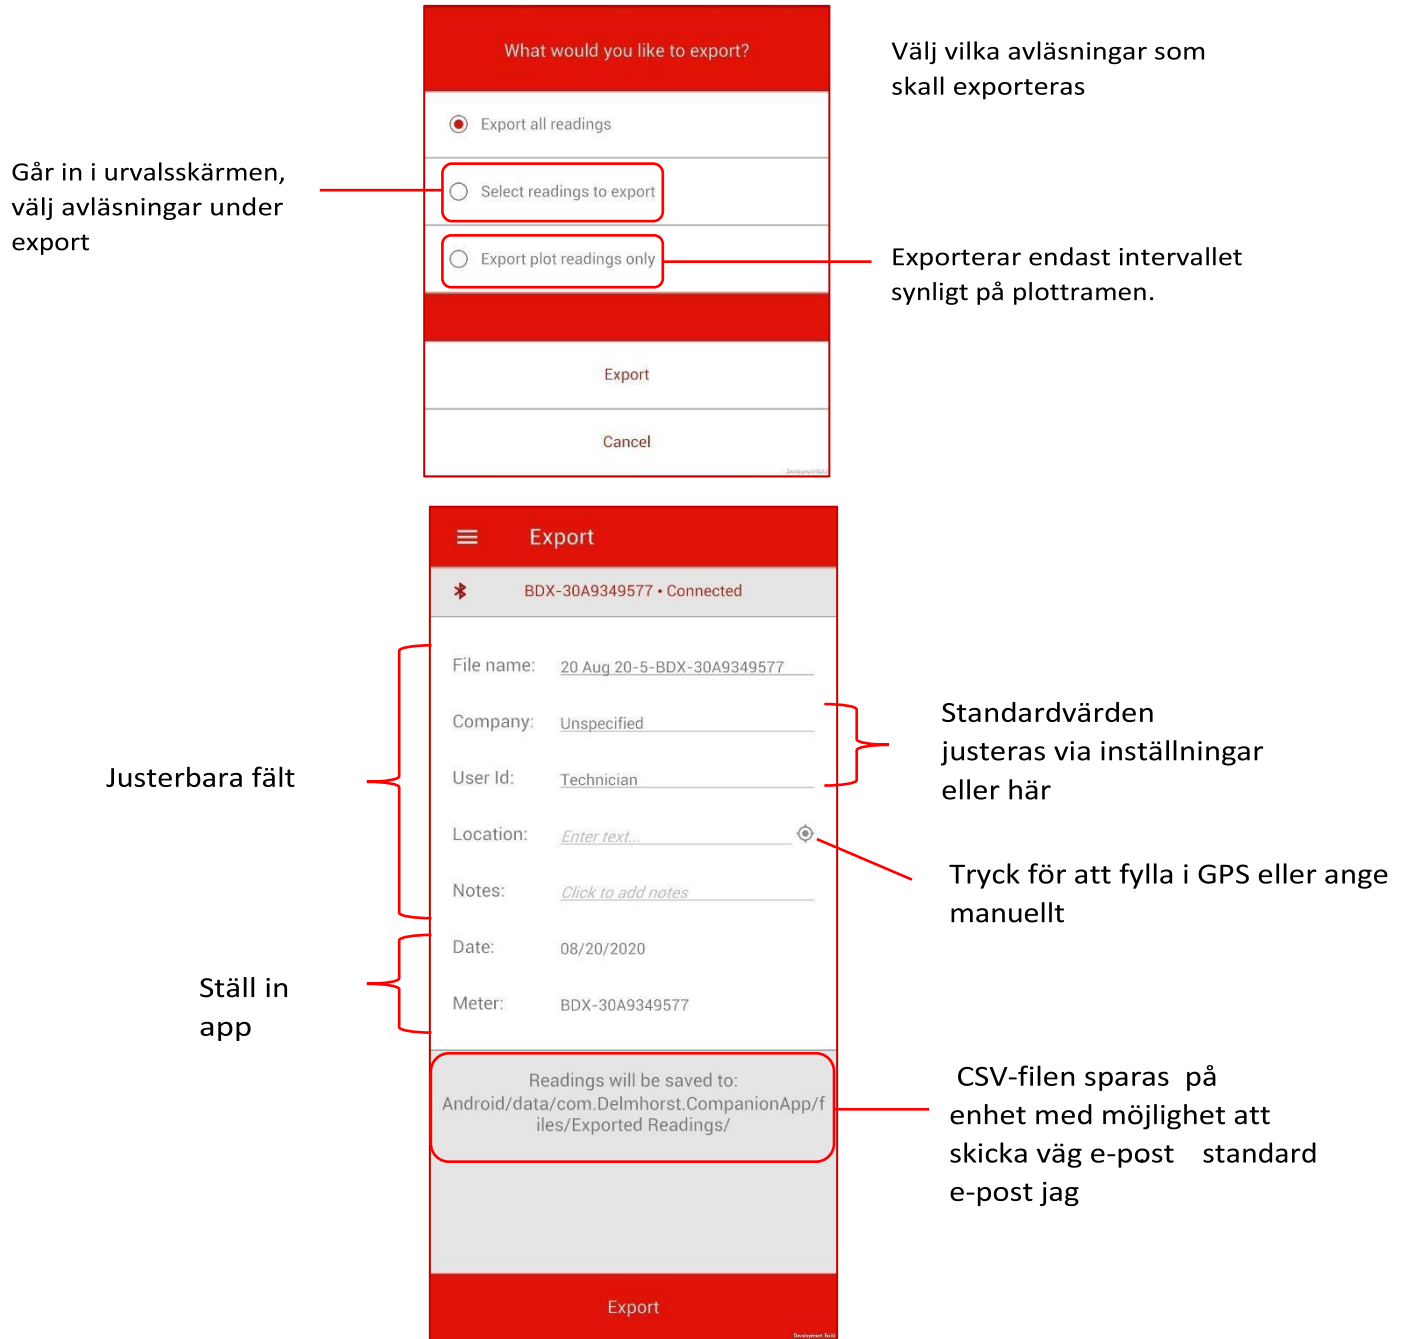 What would you like to export?
Välj vilka avläsningar som
skall exporteras
Export all readings
Går in i urvalsskärmen,
välj avläsningar under
export
Select readings to export
Export plot readings only
Exporterar endast intervallet
synligt på plottramen.
Export
Cancel
Development Build
Export
BDX-30A9349577 • Connected
File name: 20 Aug 20-5-BDX-30A9349577
Company: Unspecified
User Id: Technician
Location: Enter text...
Notes: Click to add notes
Date: 08/20/2020
Meter: BDX-30A9349577
Justerbara fält
Ställ in
app
Standardvärden
justeras via inställningar
eller här
Tryck för att fylla i GPS eller ange
manuellt
Readings will be saved to:
Android/data/com.Delmhorst.CompanionApp/f
iles/Exported Readings/
CSV-filen sparas på
enhet med möjlighet att
skicka väg e-post standard
e-post jag
Export
Development Build